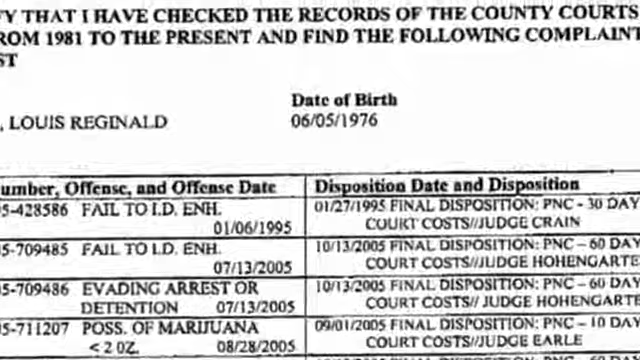 Y THAT I HAVE CHECKED THE RECORDS OF THE COUNTY COURTS
ROM 1981 TO THE PRESENT AND FIND THE FOLLOWING COMPLAINT
ST
Date of Birth
, LOUIS REGINALD 06/05/1976
umber, Offense, and Offense Date Disposition Date and Disposition
5-428586 FAIL TO I.D. ENH. 01/27/1995 FINAL DISPOSITION: PNC - 30 DAY
01/06/1995 COURT COSTS//JUDGE CRAIN
5-709485 FAIL TO I.D. ENH. 10/13/2005 FINAL DISPOSITION: PNC – 60 DAY
07/13/2005 COURT COSTS//JUDGE HOHENGARTE
5-709486 EVADING ARREST OR 10/13/2005 FINAL DISPOSITION: PNC – 60 DAY
DETENTION 07/13/2005 COURT COSTS// JUDGE HOHENGARTE
5-711207 POSS. OF MARIJUANA 09/01/2005 FINAL DISPOSITION: PNC – 10 DAY
< 2 OZ. 08/28/2005 COURT COSTS//JUDGE EARLE